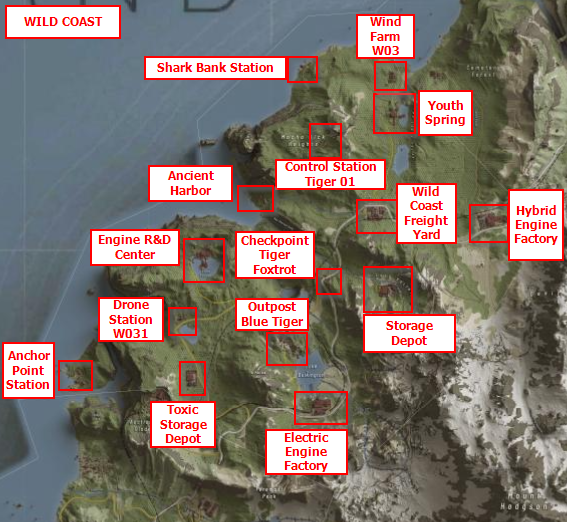 WILD COAST
Wind
Farm
W03
Shark Bank Station
Youth
Spring
Control Station
Tiger 01
Ancient
Harbor
Wild
Coast
Freight
Yard
Hybrid
Engine
Factory
Engine R&D
Center
Checkpoint
Tiger
Foxtrot
Drone
Station
W031
Outpost
Blue Tiger
Storage
Depot
Anchor
Point
Station
Toxic
Storage
Depot
Electric
Engine
Factory
Mount
Hodgson